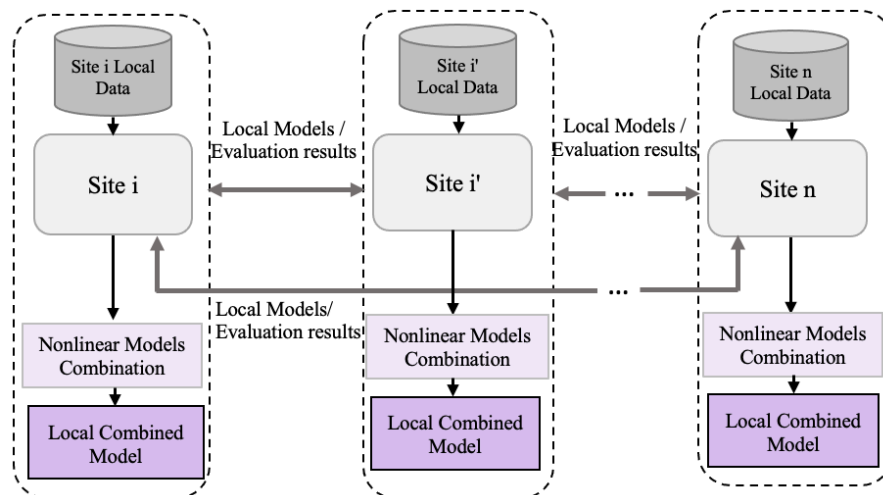 Site i Local
Data
Site i'
Local Data
Site n
Local Data
Local Models /
Evaluation results
Local Models /
Evaluation results
Site i
Site i'
Site n
...
...
Local Models/
Evaluation results
Nonlinear Models
Combination
Nonlinear Models
Combination
Nonlinear Models
Combination
Local Combined
Model
Local Combined
Model
Local Combined
Model